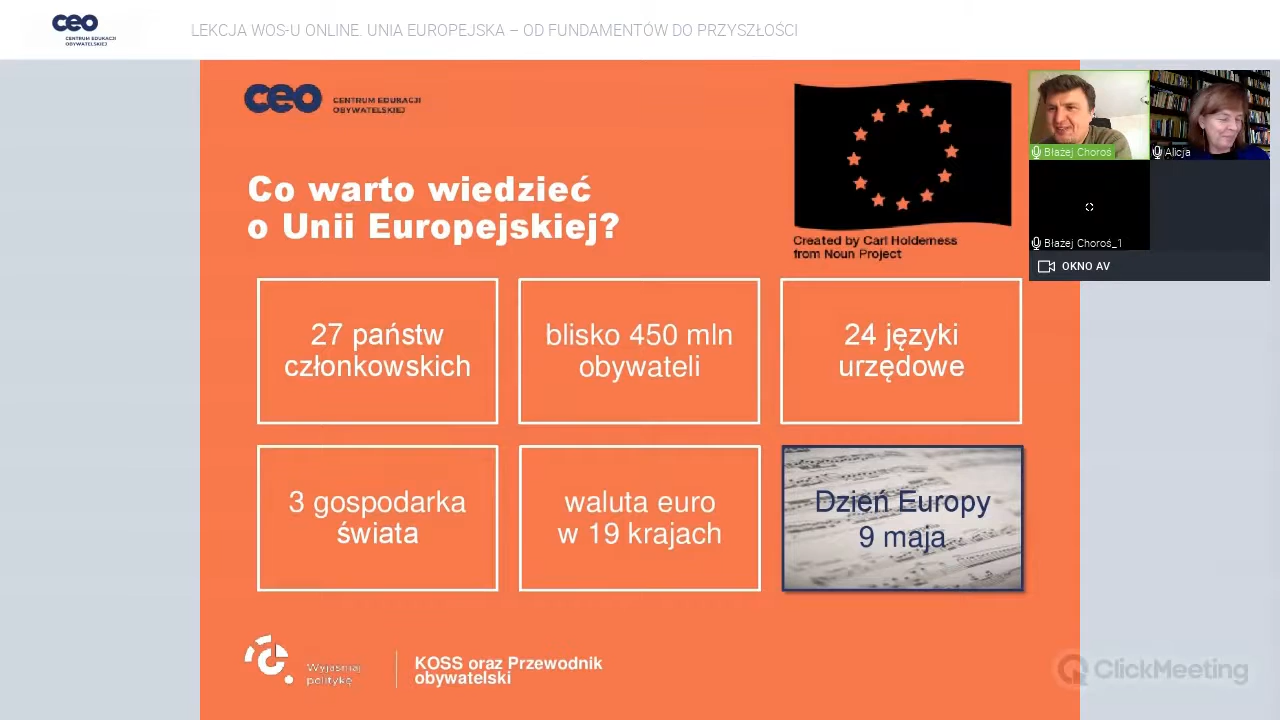 ceo
CENTRUM EDUKACJI
OBYWATELSKIEJ
LEKCJA WOS-U ONLINE. UNIA EUROPEJSKA – OD FUNDAMENTÓW DO PRZYSZŁOŚCI
ceo
CENTRUM EDUKACJI
OBYWATELSKIEJ
Co warto wiedzieć
o Unii Europejskiej?
Created by Carl Holderness
from Noun Project
Błażej Choroś
Alicja
Błażej Choroś_1
OKNO AV
27 państw
członkowskich
blisko 450 mln
obywateli
24 języki
urzędowe
3 gospodarka
świata
waluta euro
w 19 krajach
Dzień Europy
9 maja
Wyjaśniaj
politykę
KOSS oraz Przewodnik
obywatelski
ClickMeeting